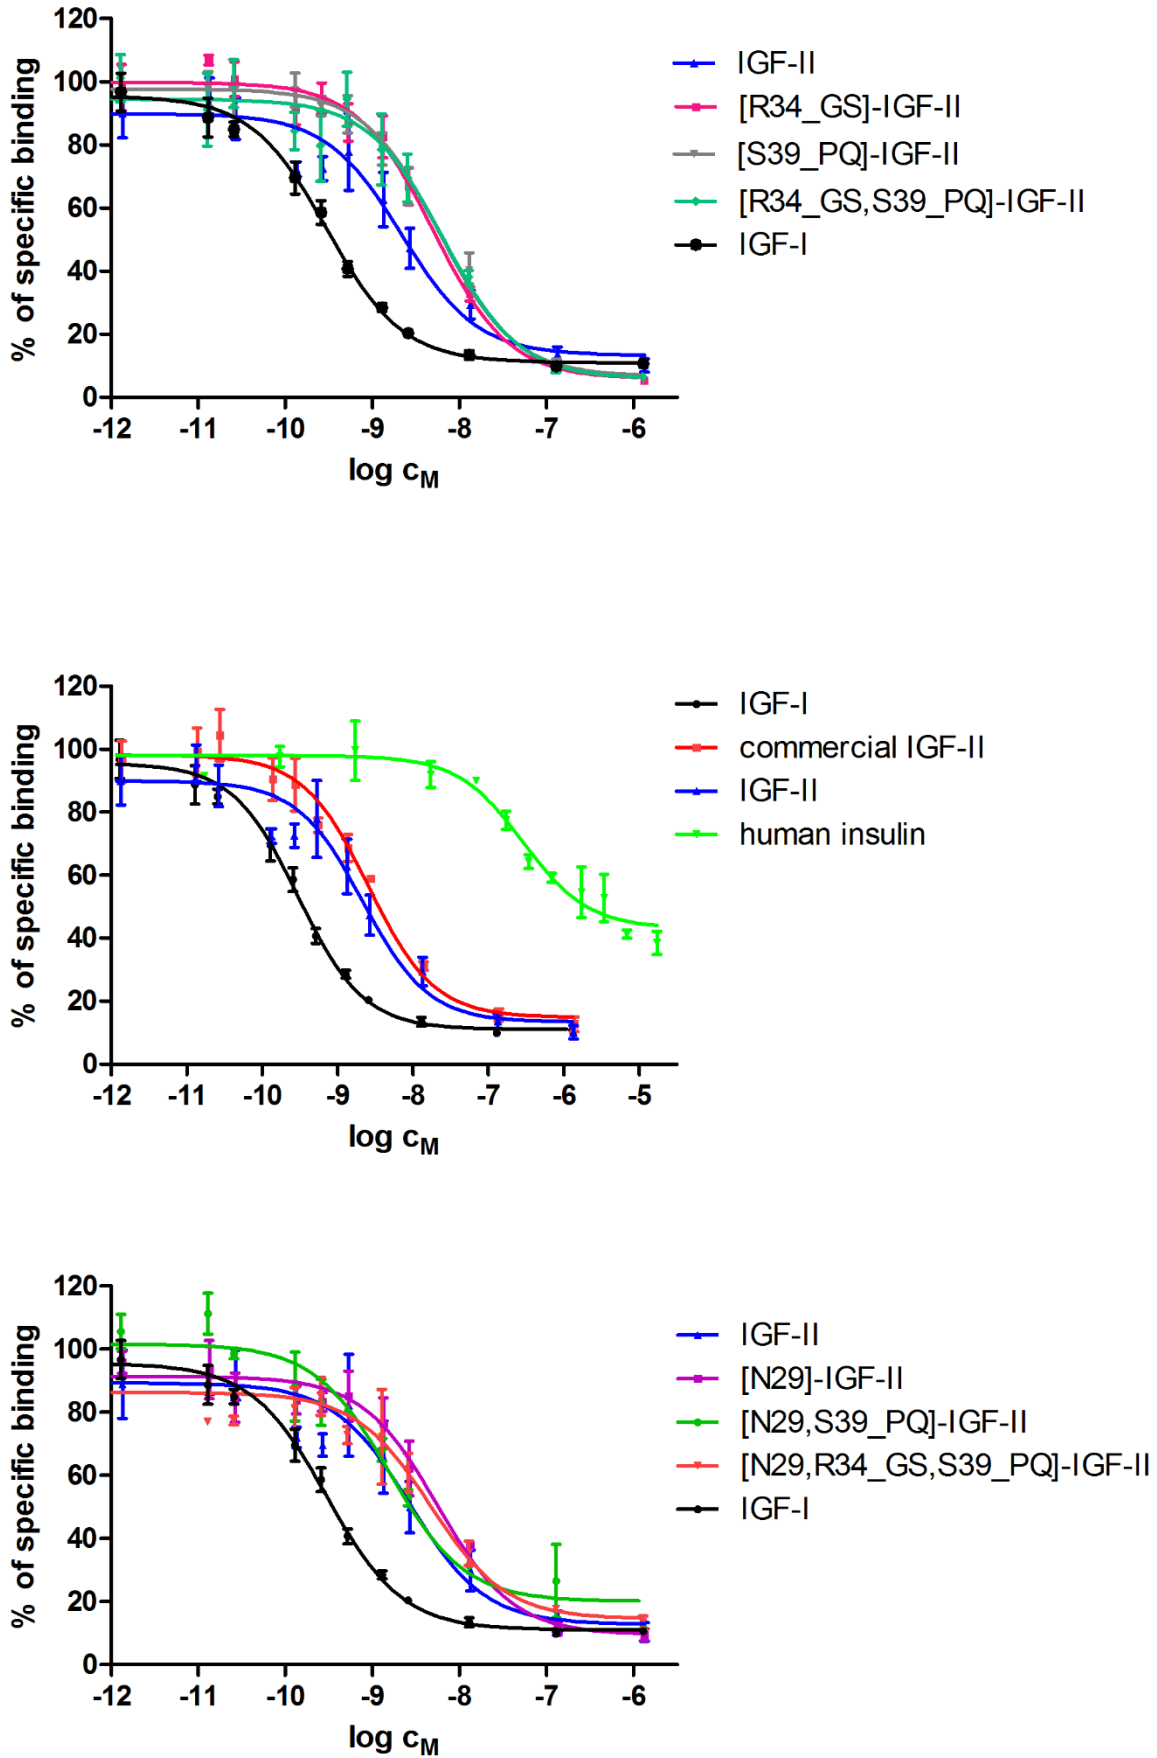 120
100
80
60
40
20
0
% of specific binding
-12 -11 -10 -9 -8 -7 -6
log cM
IGF-II
[R34_GS]-IGF-II
[S39_PQ]-IGF-II
[R34_GS,S39_PQ]-IGF-II
IGF-I
120
100
80
60
40
20
0
% of specific binding
-12 -11 -10 -9 -8 -7 -6 -5
log cM
IGF-I
commercial IGF-II
IGF-II
human insulin
120
100
80
60
40
20
0
% of specific binding
-12 -11 -10 -9 -8 -7 -6
log cM
IGF-II
[N29]-IGF-II
[N29,S39_PQ]-IGF-II
[N29,R34_GS,S39_PQ]-IGF-II
IGF-I